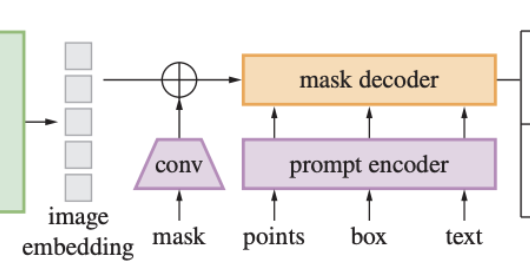 mask decoder
conv
prompt encoder
image
embedding
mask
points
box
text